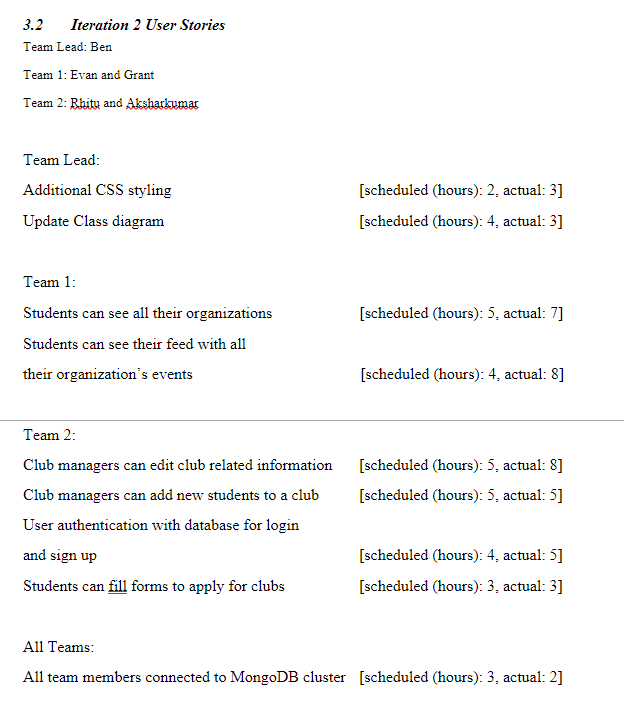 3.2 Iteration 2 User Stories
Team Lead: Ben
Team 1: Evan and Grant
Team 2: Rhitu and Aksharkumar
Team Lead:
Additional CSS styling [scheduled (hours): 2, actual: 3]
Update Class diagram [scheduled (hours): 4, actual: 3]
Team 1:
Students can see all their organizations [scheduled (hours): 5, actual: 7]
Students can see their feed with all
their organization’s events [scheduled (hours): 4, actual: 8]
Team 2:
Club managers can edit club related information [scheduled (hours): 5, actual: 8]
Club managers can add new students to a club [scheduled (hours): 5, actual: 5]
User authentication with database for login
and sign up [scheduled (hours): 4, actual: 5]
Students can fill forms to apply for clubs [scheduled (hours): 3, actual: 3]
All Teams:
All team members connected to MongoDB cluster [scheduled (hours): 3, actual: 2]